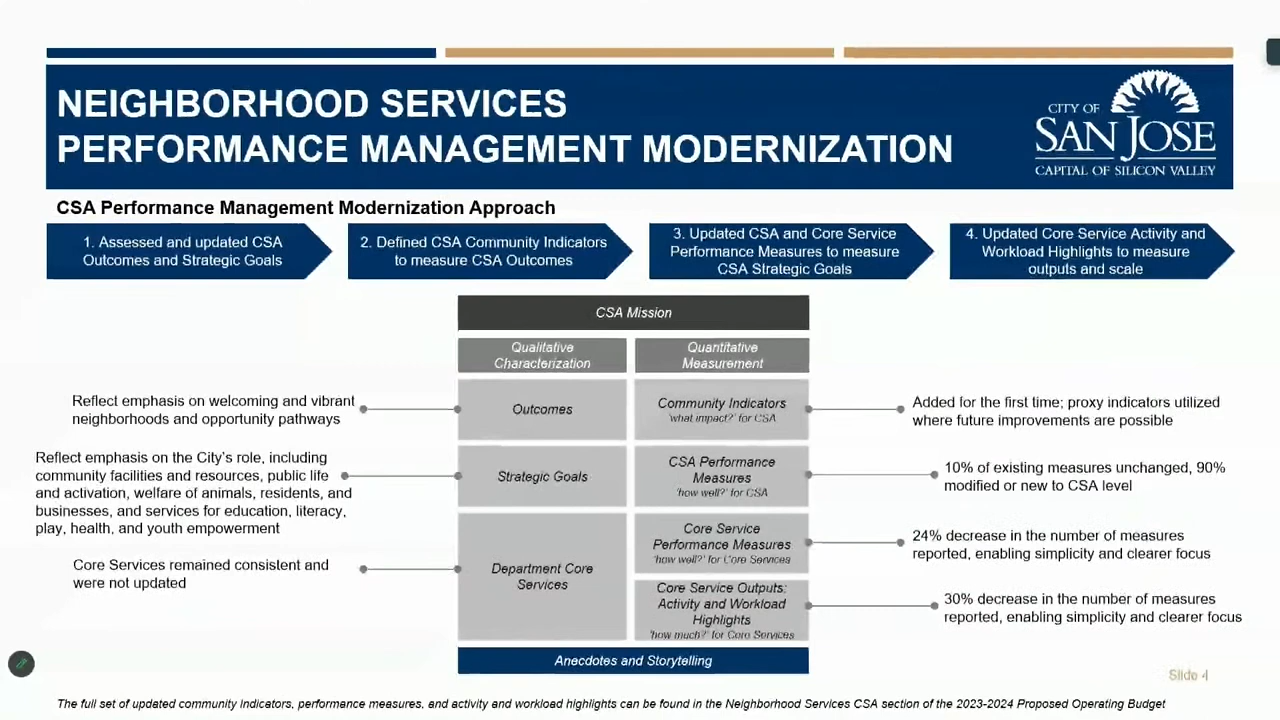 NEIGHBORHOOD SERVICES
PERFORMANCE MANAGEMENT MODERNIZATION
CITY OF
SAN JOSE
CAPITAL OF SILICON VALLEY
CSA Performance Management Modernization Approach
1. Assessed and updated CSA
Outcomes and Strategic Goals
2. Defined CSA Community Indicators
to measure CSA Outcomes
3. Updated CSA and Core Service
Performance Measures to measure
CSA Strategic Goals
4. Updated Core Service Activity and
Workload Highlights to measure
outputs and scale
CSA Mission
Qualitative
Characterization
Quantitative
Measurement
Reflect emphasis on welcoming and vibrant
neighborhoods and opportunity pathways
Outcomes
Community Indicators
'what impact?' for CSA
Added for the first time; proxy indicators utilized
where future improvements are possible
Reflect emphasis on the City's role, including
community facilities and resources, public life
and activation, welfare of animals, residents, and
businesses, and services for education, literacy,
play, health, and youth empowerment
Strategic Goals
CSA Performance
Measures
'how well?' for CSA
10% of existing measures unchanged, 90%
modified or new to CSA level
Core Services remained consistent and
were not updated
Department Core
Services
Core Service
Performance Measures
'how well?' for Core Services
24% decrease in the number of measures
reported, enabling simplicity and clearer focus
Core Service Outputs:
Activity and Workload
Highlights
'how much?' for Core Services
30% decrease in the number of measures
reported, enabling simplicity and clearer focus
Anecdotes and Storytelling
Slide 4
The full set of updated community indicators, performance measures, and activity and workload highlights can be found in the Neighborhood Services CSA section of the 2023-2024 Proposed Operating Budget